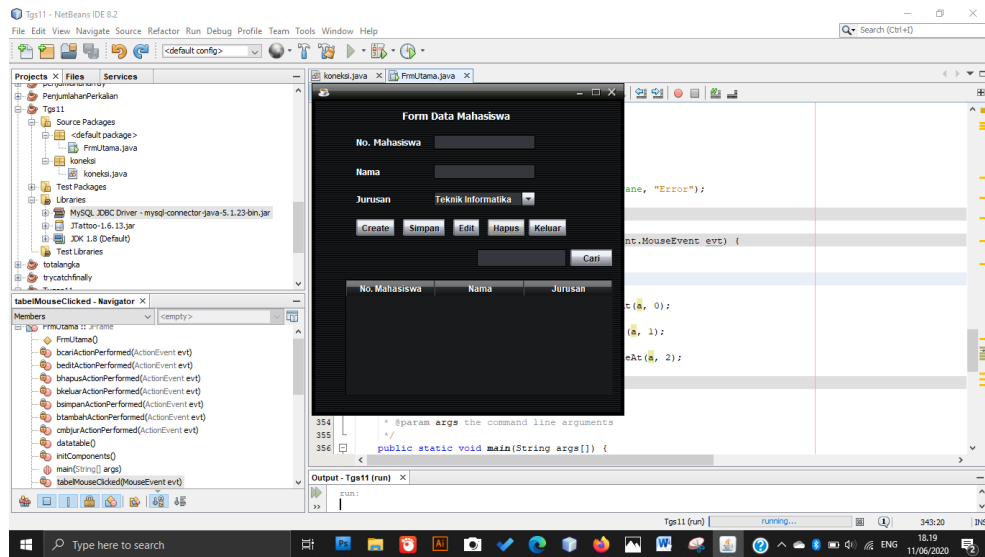 Tgs11 - NetBeans IDE 8.2
File Edit View Navigate Source Refactor Run Debug Profile Team Tools Window Help
Search (Ctrl+I)
<default config>
Projects Files Services
PenjumlahanPerkalian
Tgs11
Source Packages
<default package>
FrmUtama.java
koneksi
koneksi.java
Test Packages
Libraries
MySQL JDBC Driver - mysql-connector-java-5.1.23-bin.jar
JTattoo-1.6.13.jar
JDK 1.8 (Default)
Test Libraries
totalangka
trycatchfinally
tabelMouseClicked - Navigator
Members <empty>
FrmUtama :: JFrame
FrmUtama()
bcariActionPerformed(ActionEvent evt)
beditActionPerformed(ActionEvent evt)
bhapusActionPerformed(ActionEvent evt)
bkeluarActionPerformed(ActionEvent evt)
bsimpanActionPerformed(ActionEvent evt)
btambahActionPerformed(ActionEvent evt)
cmbjurActionPerformed(ActionEvent evt)
datatable()
initComponents()
main(String[] args)
tabelMouseClicked(MouseEvent evt)
koneksi.java FrmUtama.java
Form Data Mahasiswa
No. Mahasiswa
Nama
Jurusan Teknik Informatika
Create Simpan Edit Hapus Keluar
Cari
No. Mahasiswa Nama Jurusan
ane, "Error");
nt.MouseEvent evt) {
t(a, 0);
(a, 1);
eAt(a, 2);
354 * @param args the command line arguments
355 */
356 public static void main(String args[]) {
Output - Tgs11 (run)
run:
Tgs11 (run) running... 343:20 INS
Type here to search
ENG
18.19
11/06/2020